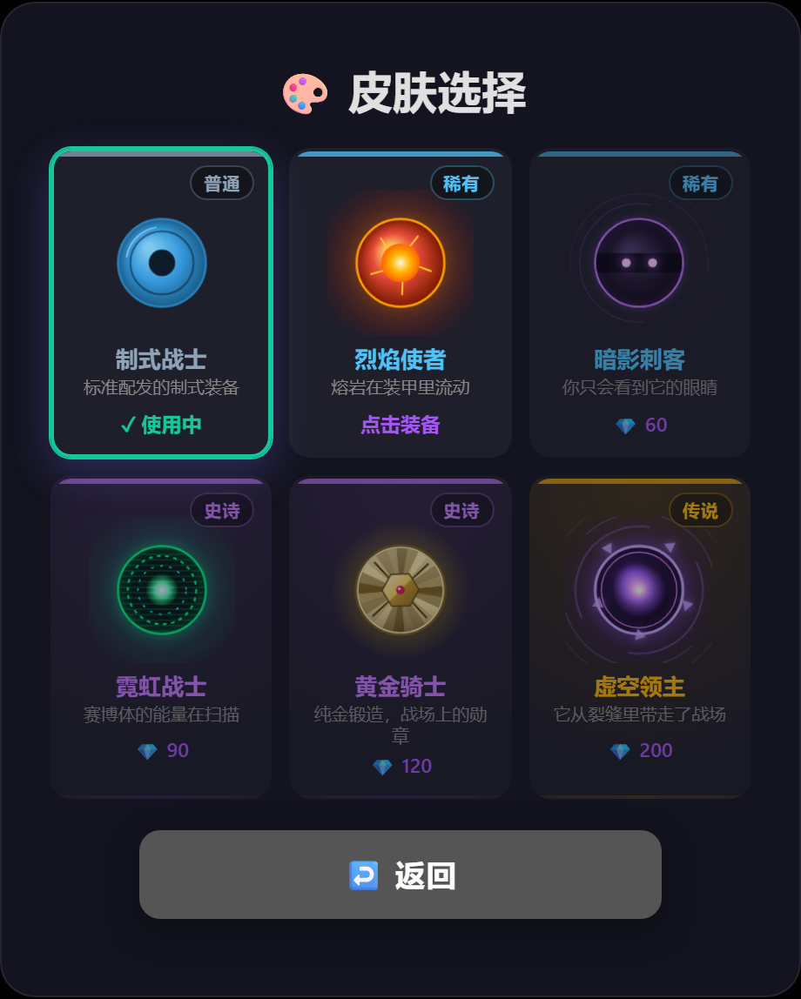 皮肤选择
普通
制式战士
标准配发的制式装备
✓ 使用中
稀有
烈焰使者
熔岩在装甲里流动
点击装备
稀有
暗影刺客
你只会看到它的眼睛
60
史诗
霓虹战士
赛博体的能量在扫描
90
史诗
黄金骑士
纯金锻造，战场上的勋
章
120
传说
虚空领主
它从裂缝里带走了战场
200
返回